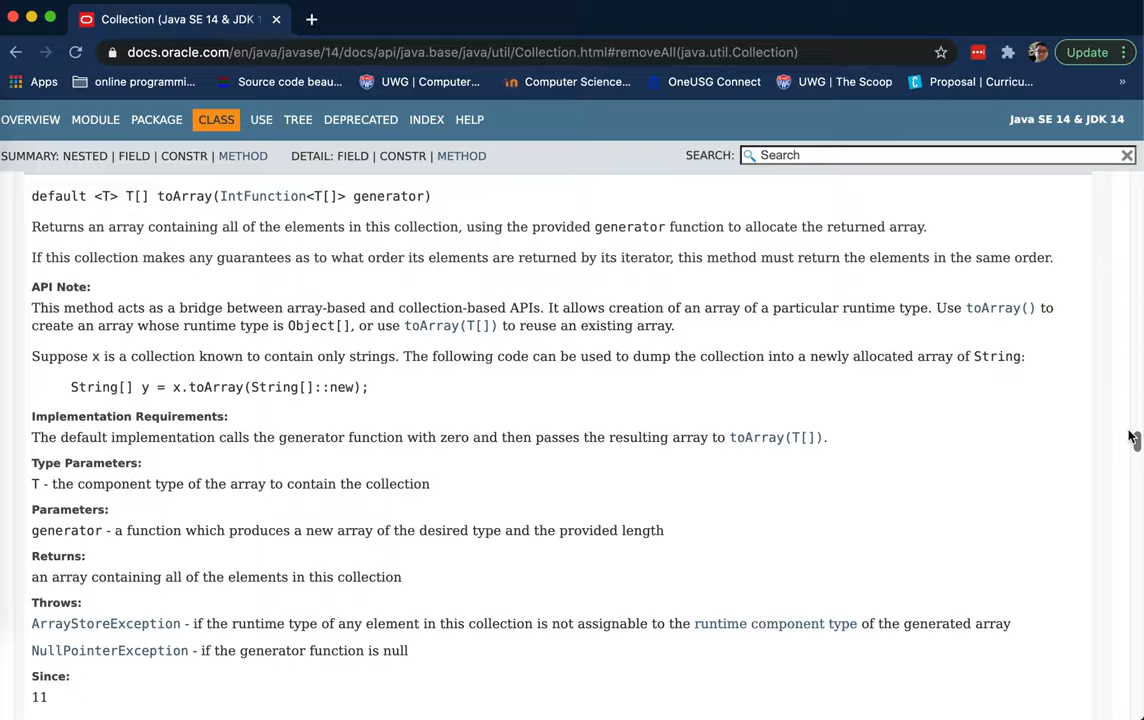 Collection (Java SE 14 & JDK 1
docs.oracle.com/en/java/javase/14/docs/api/java.base/java/util/Collection.html#removeAll(java.util.Collection)
Update
Apps online programmi... Source code beau... UWG | Computer... Computer Science... OneUSG Connect UWG | The Scoop Proposal | Curricu... »
OVERVIEW MODULE PACKAGE CLASS USE TREE DEPRECATED INDEX HELP Java SE 14 & JDK 14
SUMMARY: NESTED | FIELD | CONSTR | METHOD DETAIL: FIELD | CONSTR | METHOD SEARCH: Search
default <T> T[] toArray(IntFunction<T[]> generator)
Returns an array containing all of the elements in this collection, using the provided generator function to allocate the returned array.
If this collection makes any guarantees as to what order its elements are returned by its iterator, this method must return the elements in the same order.
API Note:
This method acts as a bridge between array-based and collection-based APIs. It allows creation of an array of a particular runtime type. Use toArray() to
create an array whose runtime type is Object[], or use toArray(T[]) to reuse an existing array.
Suppose x is a collection known to contain only strings. The following code can be used to dump the collection into a newly allocated array of String:
String[] y = x.toArray(String[]::new);
Implementation Requirements:
The default implementation calls the generator function with zero and then passes the resulting array to toArray(T[]).
Type Parameters:
T - the component type of the array to contain the collection
Parameters:
generator - a function which produces a new array of the desired type and the provided length
Returns:
an array containing all of the elements in this collection
Throws:
ArrayStoreException - if the runtime type of any element in this collection is not assignable to the runtime component type of the generated array
NullPointerException - if the generator function is null
Since:
11